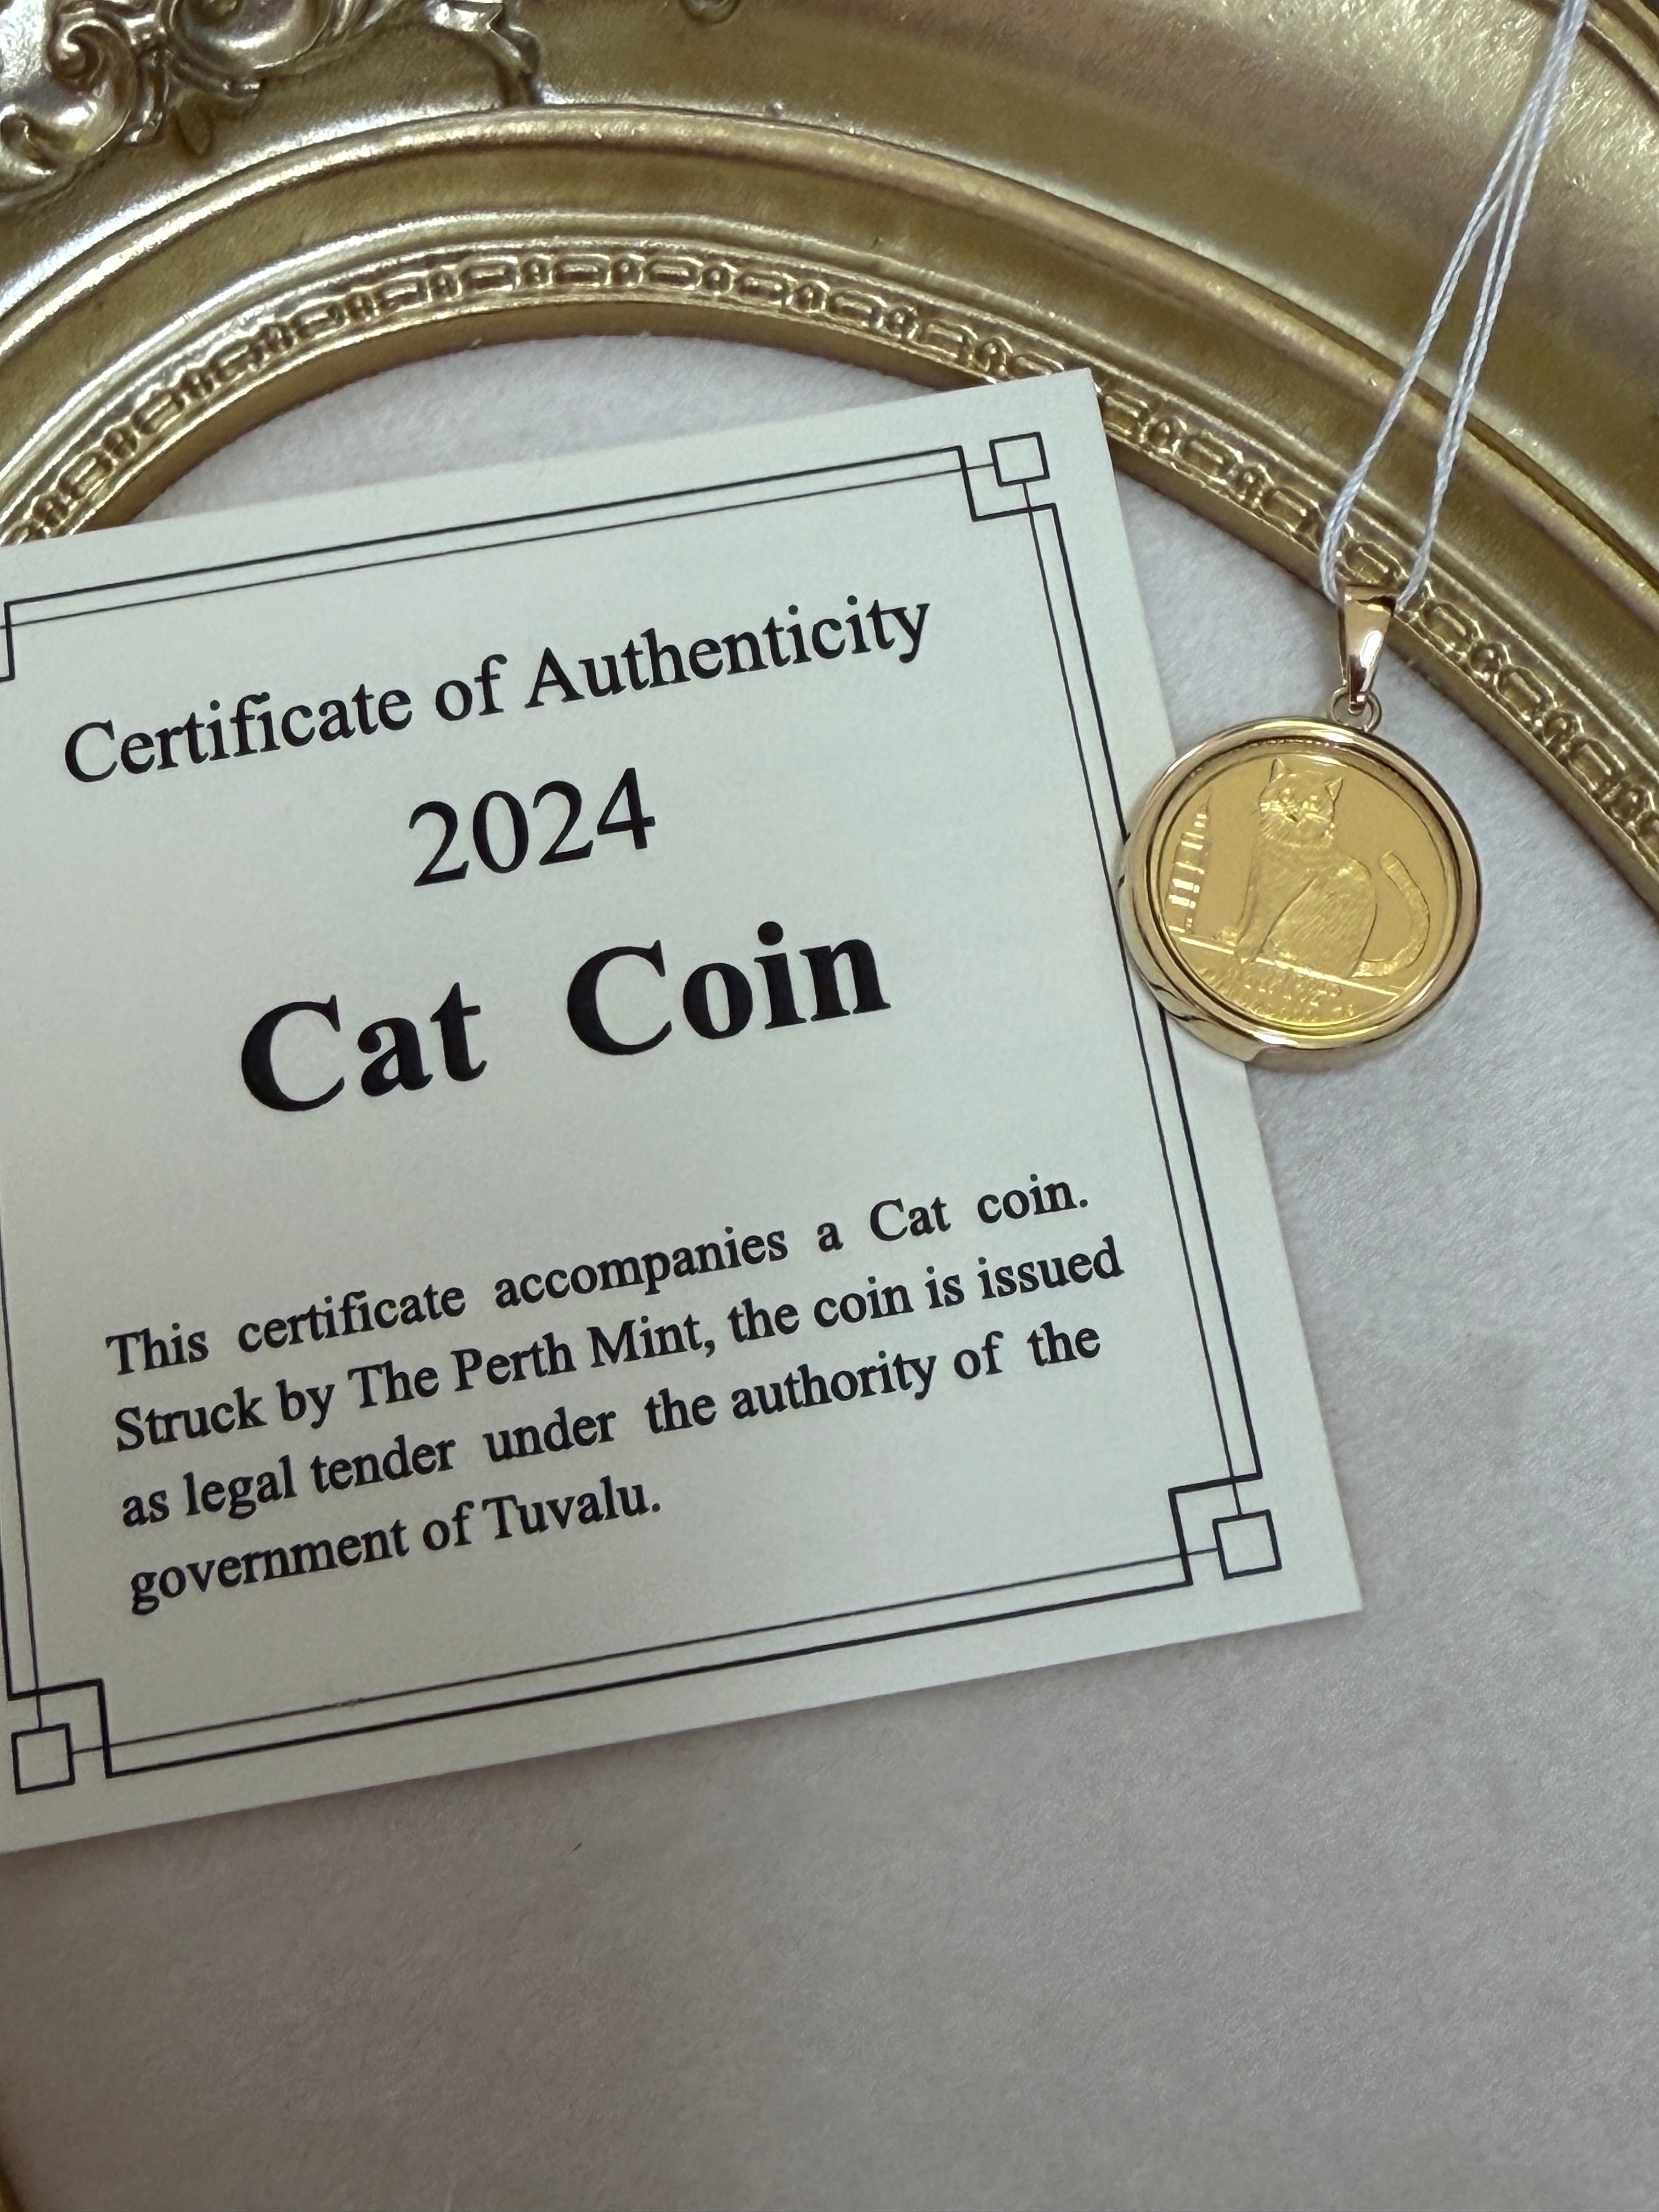 Certificate of Authenticity
2024
Cat Coin
This certificate accompanies a Cat coin.
Struck by The Perth Mint, the coin is issued
as legal tender under the authority of the
government of Tuvalu.